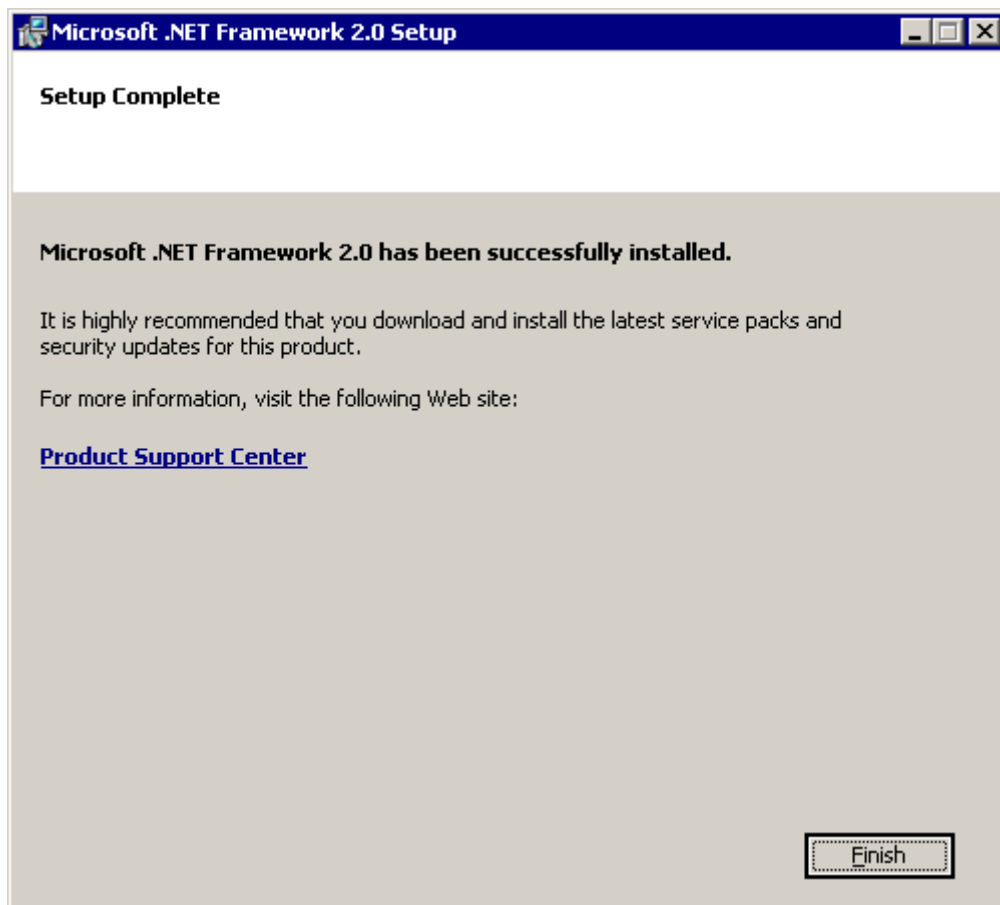 Microsoft .NET Framework 2.0 Setup
Setup Complete
Microsoft .NET Framework 2.0 has been successfully installed.
It is highly recommended that you download and install the latest service packs and
security updates for this product.
For more information, visit the following Web site:
Product Support Center
Finish